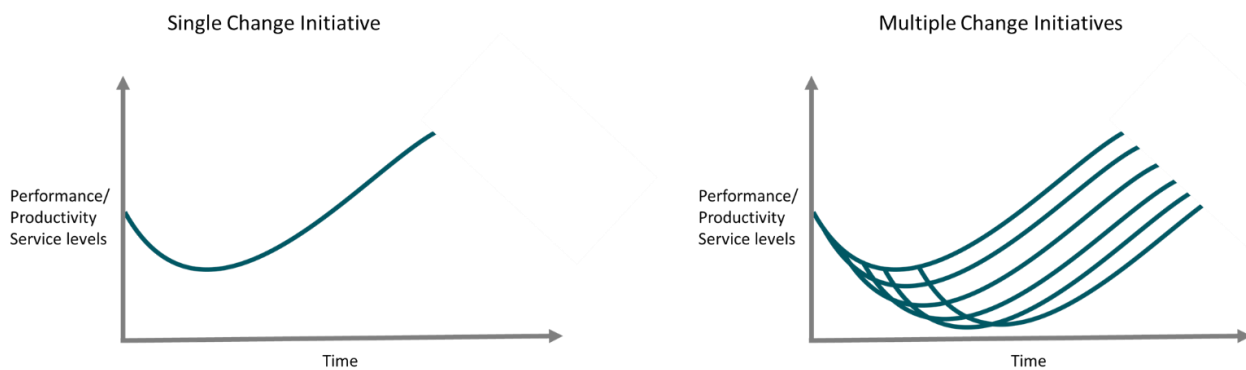 Single Change Initiative
Performance/
Productivity
Service levels
Time
Multiple Change Initiatives
Performance/
Productivity
Service levels
Time